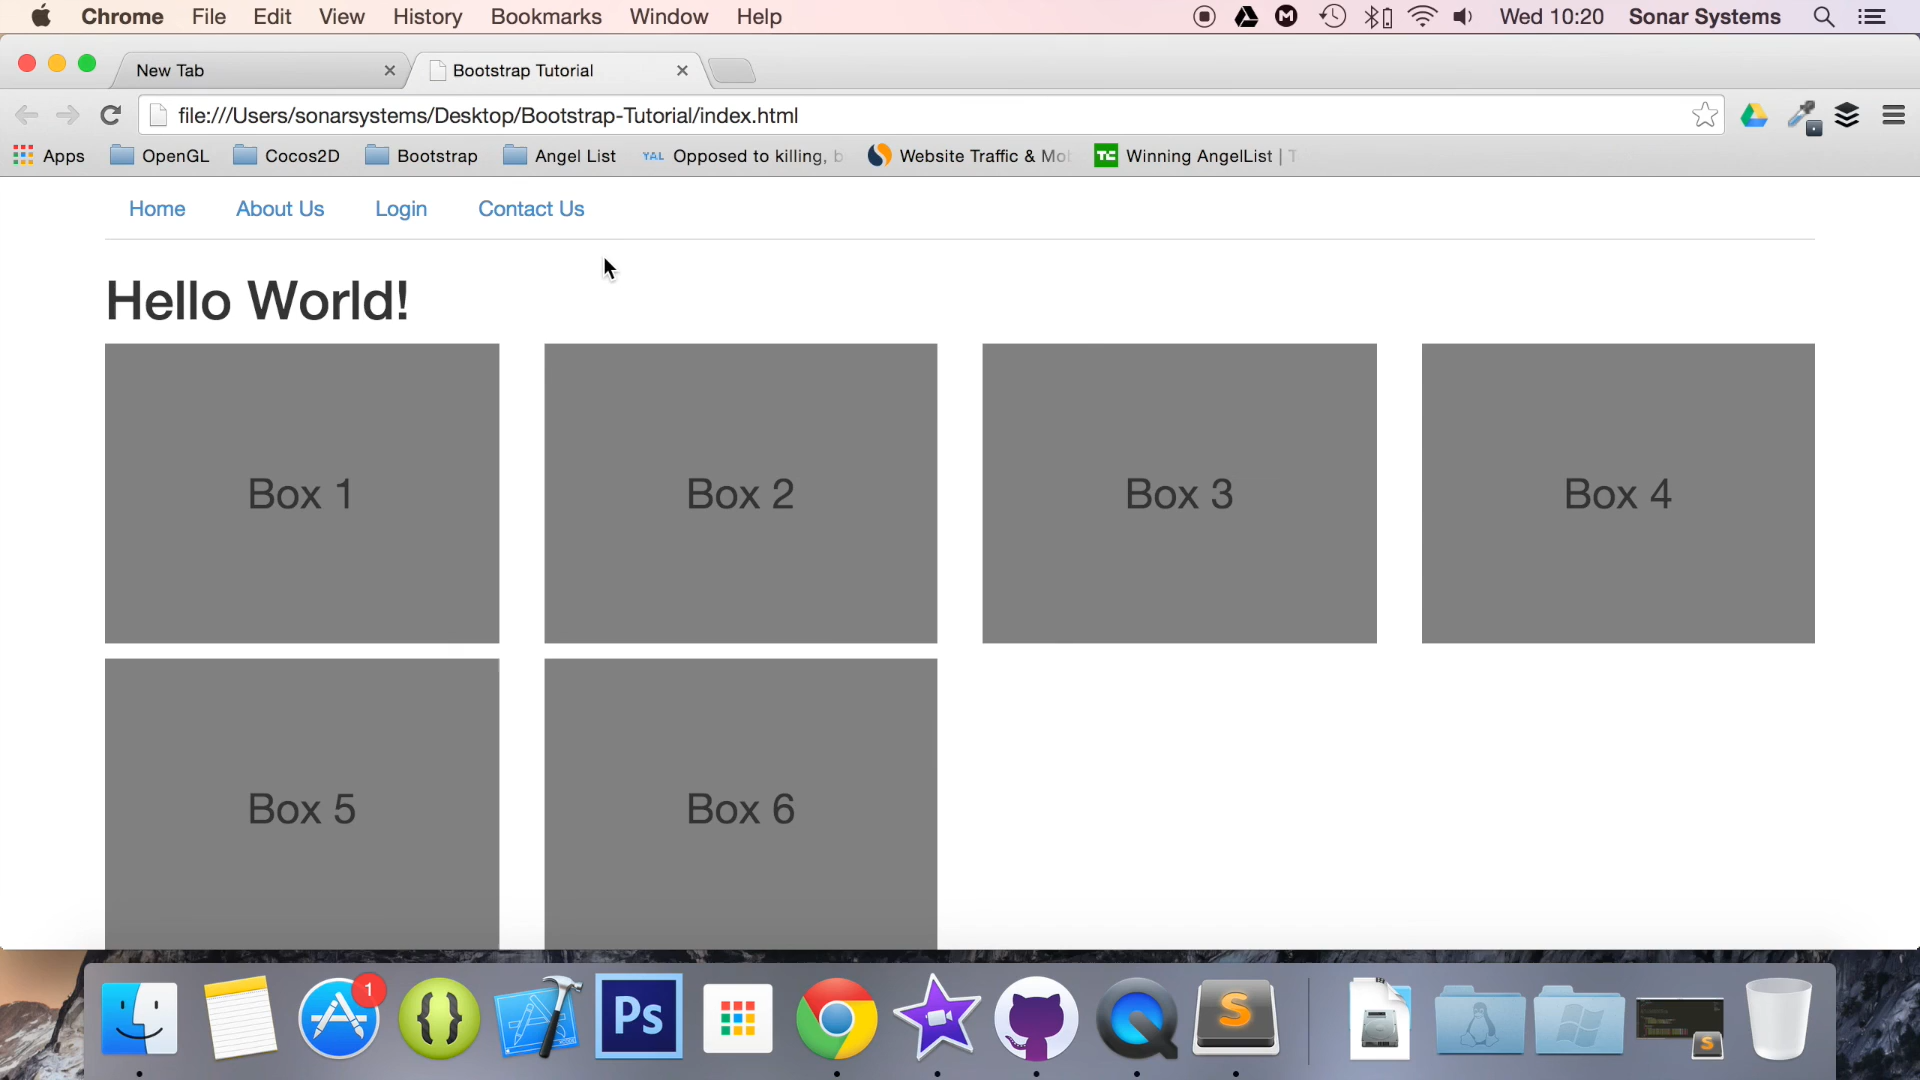 Chrome File Edit View History Bookmarks Window Help Wed 10:20 Sonar Systems
New Tab Bootstrap Tutorial
file:///Users/sonarsystems/Desktop/Bootstrap-Tutorial/index.html
Apps OpenGL Cocos2D Bootstrap Angel List YAL Opposed to killing, b Website Traffic & Mo TC Winning AngelList | T
Home About Us Login Contact Us
Hello World!
Box 1 Box 2 Box 3 Box 4
Box 5 Box 6
1
{} Ps S
S